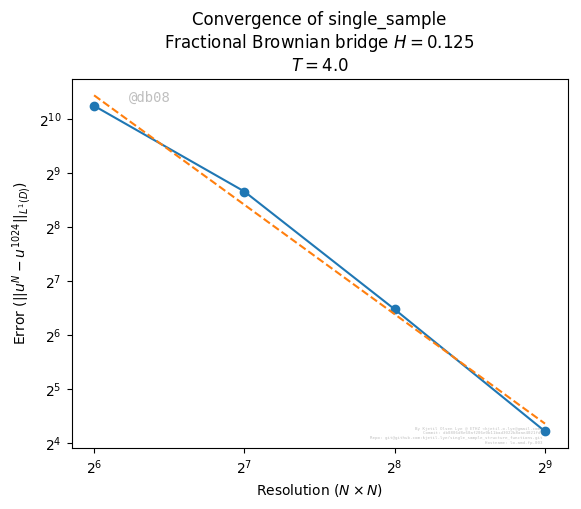 Convergence of single_sample
Fractional Brownian bridge H = 0.125
T = 4.0
@db08
2^10
2^9
2^8
2^7
2^6
2^5
2^4
Error (||u^N − u^1024||_{L^1(D)})
2^6 2^7 2^8 2^9
Resolution (N × N)